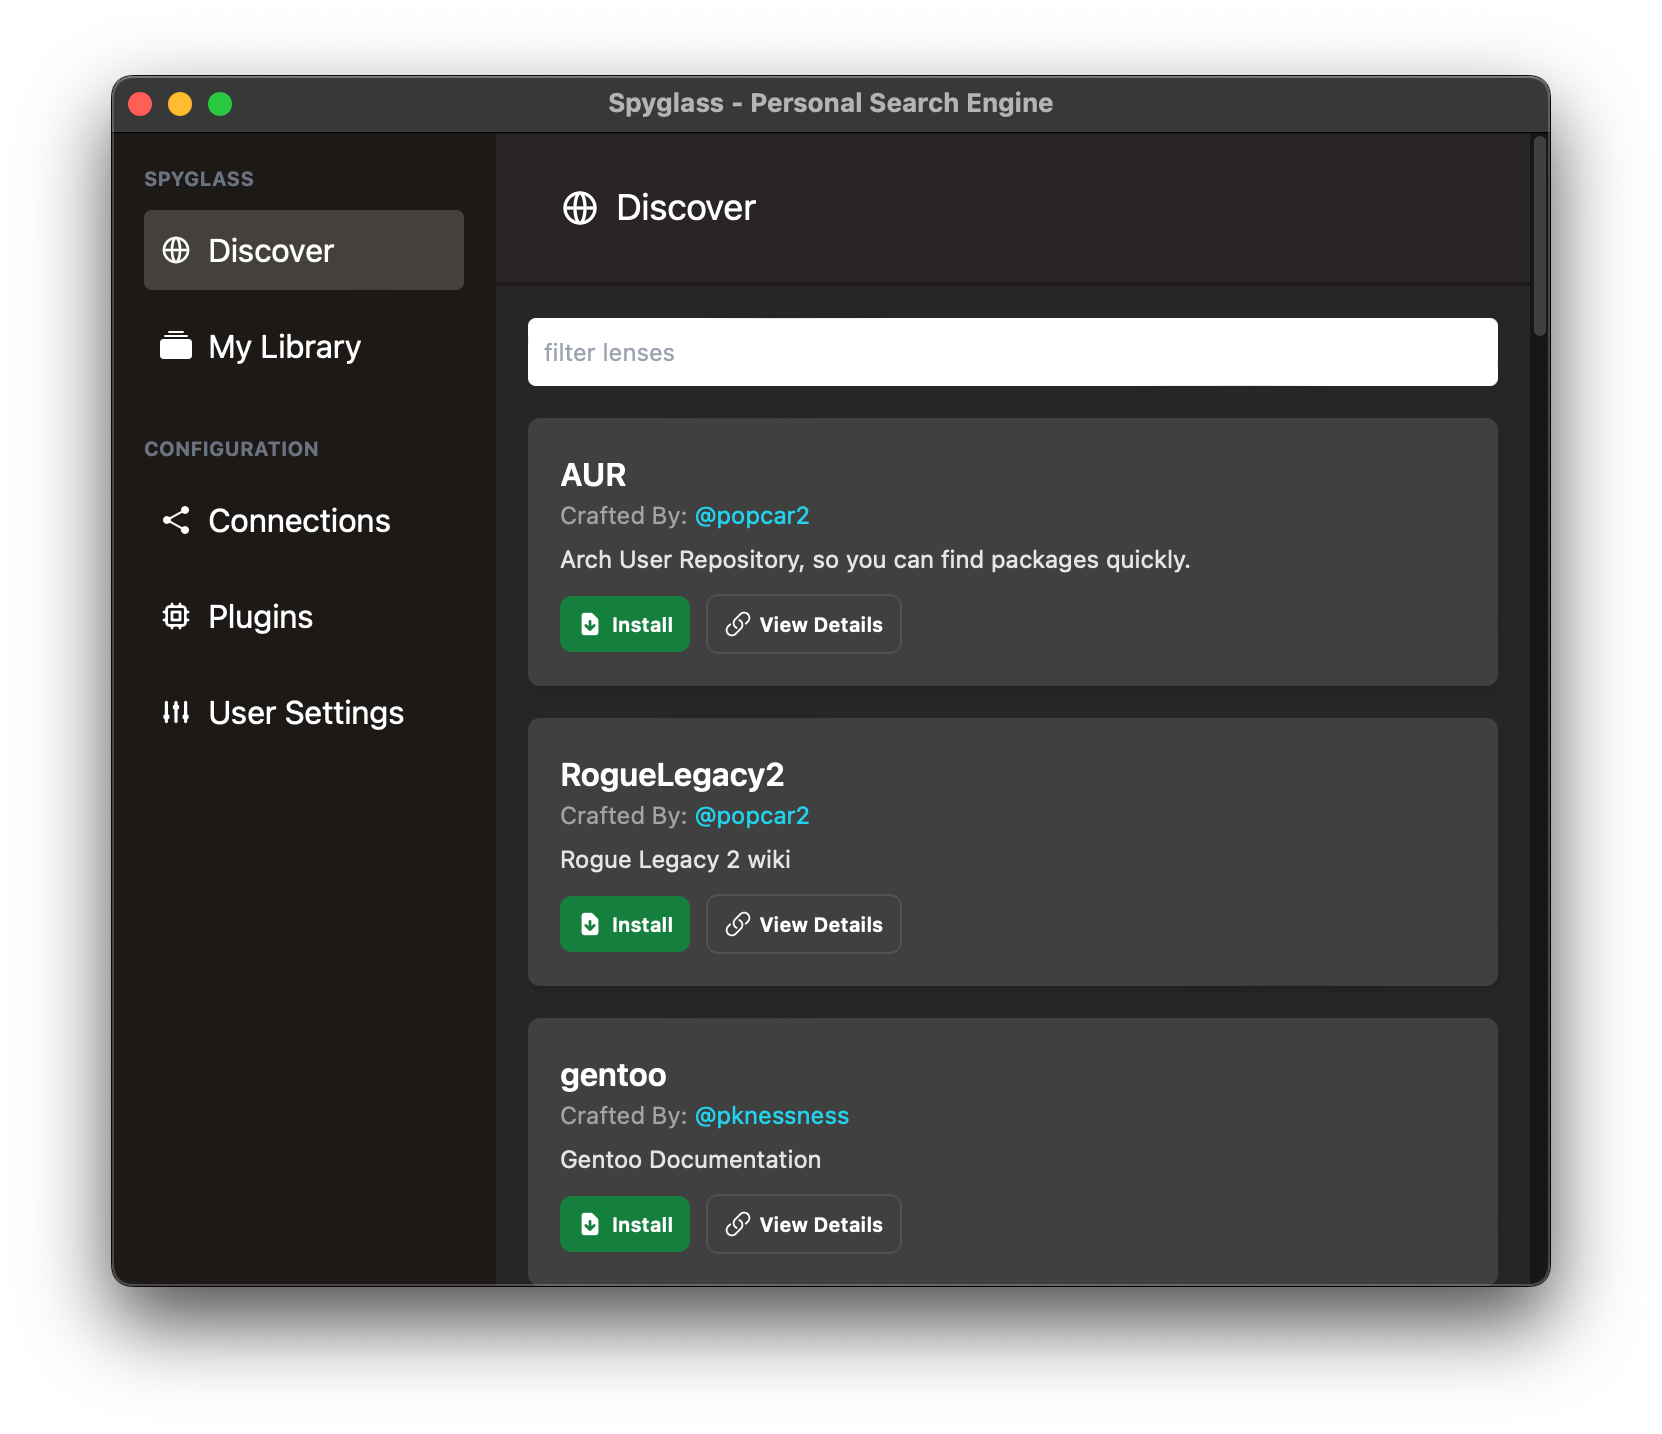 Spyglass - Personal Search Engine
SPYGLASS
Discover
My Library
CONFIGURATION
Connections
Plugins
User Settings
Discover
filter lenses
AUR
Crafted By: @popcar2
Arch User Repository, so you can find packages quickly.
Install View Details
RogueLegacy2
Crafted By: @popcar2
Rogue Legacy 2 wiki
Install View Details
gentoo
Crafted By: @pknessness
Gentoo Documentation
Install View Details